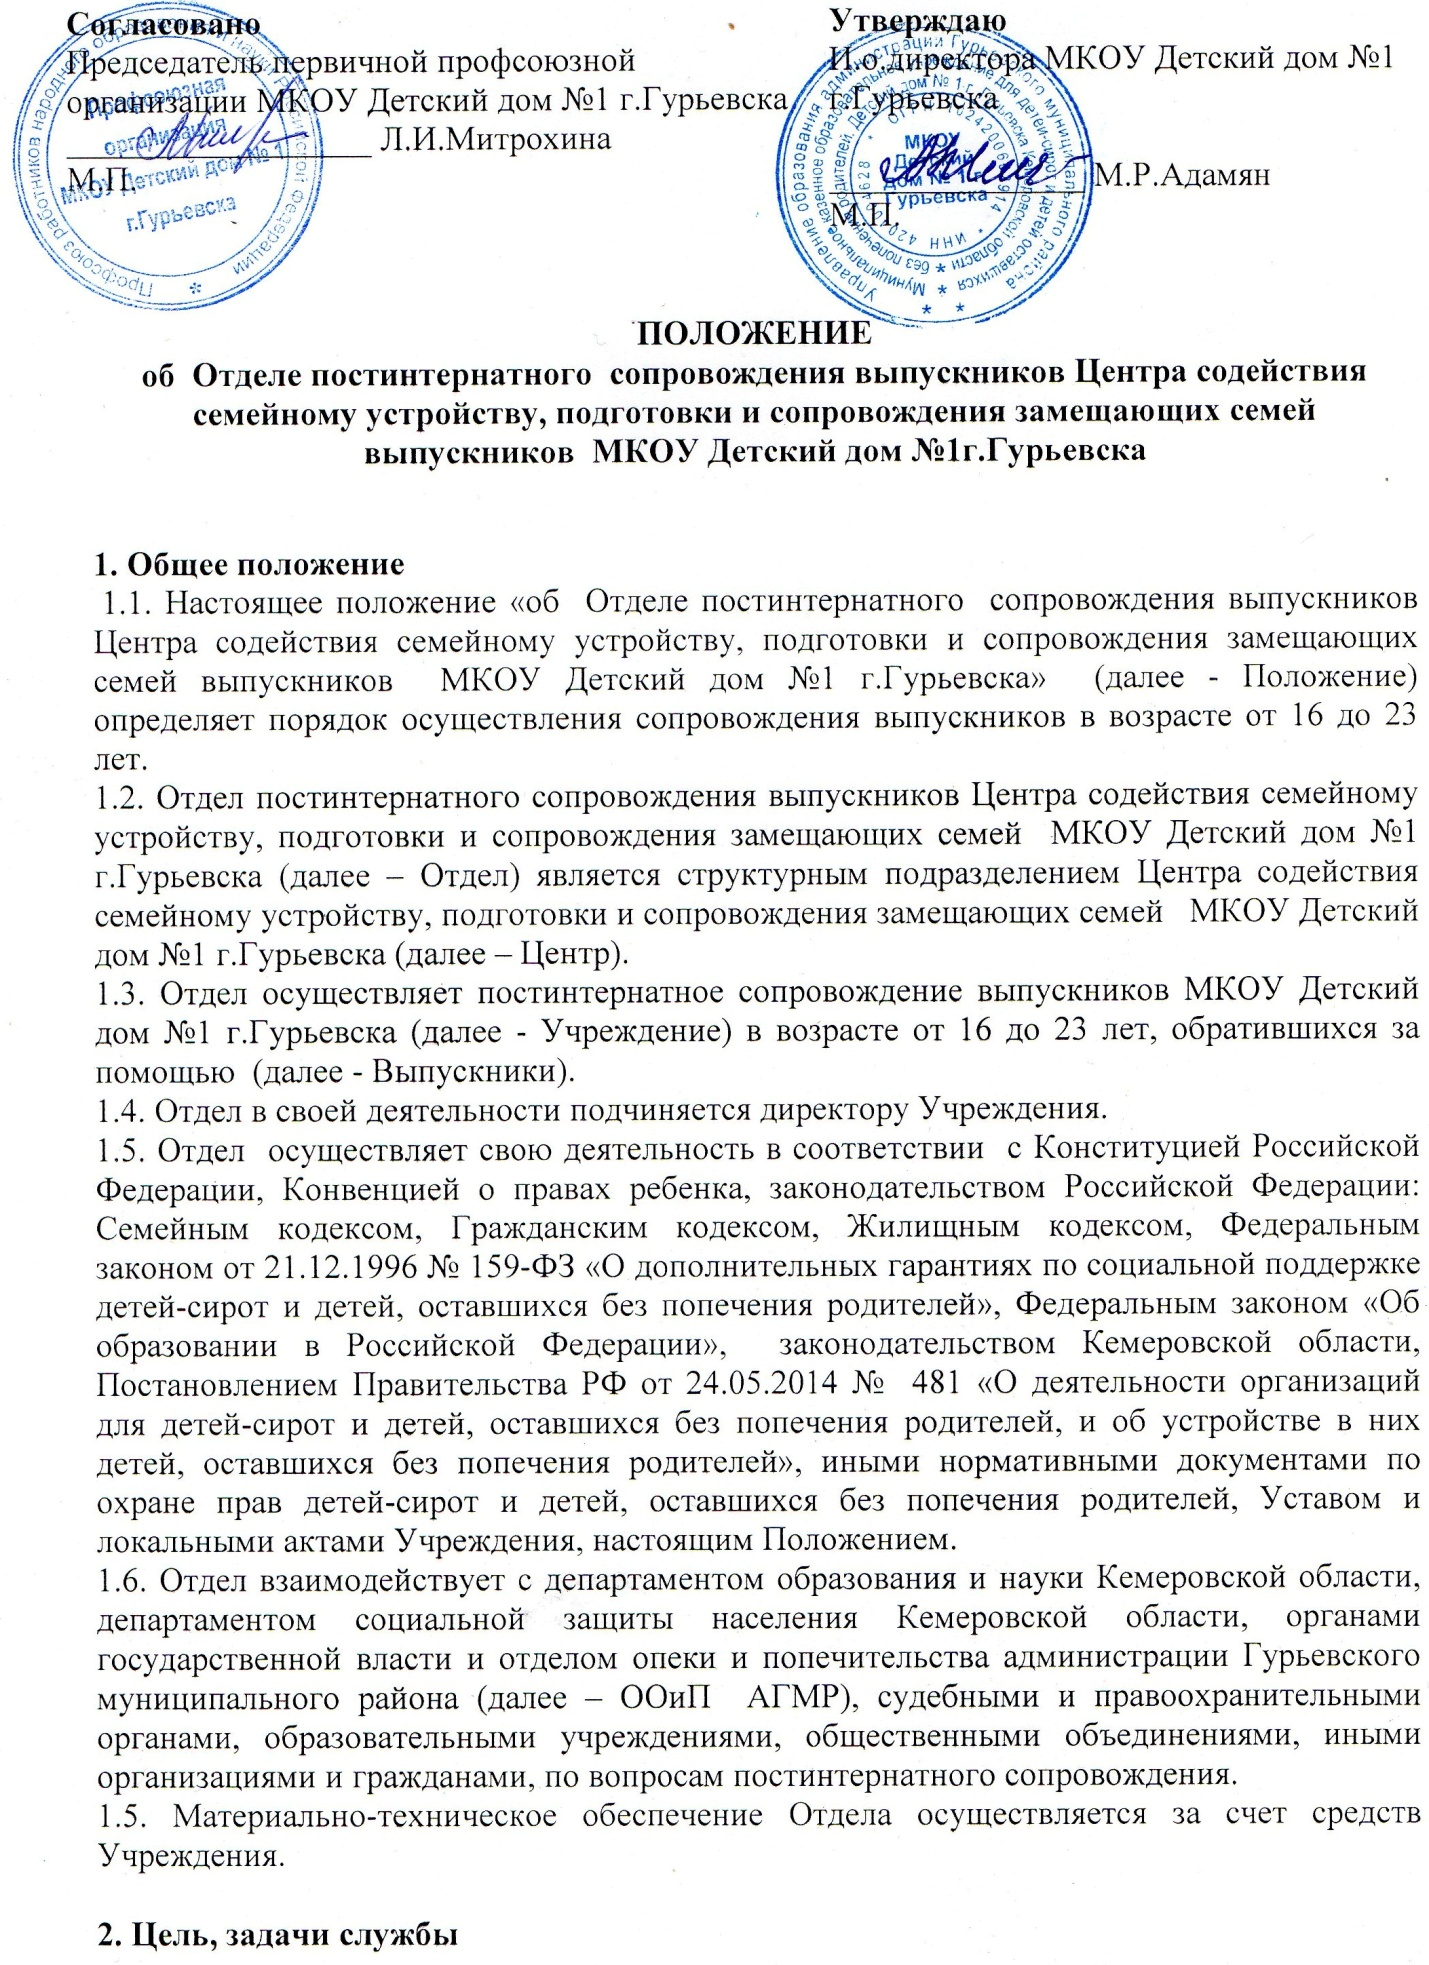 Согласовано
Председатель первичной профсоюзной
организации МКОУ Детский дом №1 г.Гурьевска
___________________ Л.И.Митрохина
М.П.
Утверждаю
И.о.директора МКОУ Детский дом №1
г.Гурьевска
________________ М.Р.Адамян
М.П.
Профсоюзная
организация
МКОУ Детский дом № 1
г.Гурьевска
МКОУ
Детский
дом № 1 г.
Гурьевска
ПОЛОЖЕНИЕ
об  Отделе постинтернатного  сопровождения выпускников Центра содействия
семейному устройству, подготовки и сопровождения замещающих семей
выпускников  МКОУ Детский дом №1г.Гурьевска
1. Общее положение
1.1. Настоящее положение «об  Отделе постинтернатного  сопровождения выпускников
Центра содействия семейному устройству, подготовки и сопровождения замещающих
семей выпускников  МКОУ Детский дом №1 г.Гурьевска»  (далее - Положение)
определяет порядок осуществления сопровождения выпускников в возрасте от 16 до 23
лет.
1.2. Отдел постинтернатного сопровождения выпускников Центра содействия семейному
устройству, подготовки и сопровождения замещающих семей  МКОУ Детский дом №1
г.Гурьевска (далее – Отдел) является структурным подразделением Центра содействия
семейному устройству, подготовки и сопровождения замещающих семей  МКОУ Детский
дом №1 г.Гурьевска (далее – Центр).
1.3. Отдел осуществляет постинтернатное сопровождение выпускников МКОУ Детский
дом №1 г.Гурьевска (далее - Учреждение) в возрасте от 16 до 23 лет, обратившихся за
помощью  (далее - Выпускники).
1.4. Отдел в своей деятельности подчиняется директору Учреждения.
1.5. Отдел  осуществляет свою деятельность в соответствии  с Конституцией Российской
Федерации, Конвенцией о правах ребенка, законодательством Российской Федерации:
Семейным кодексом, Гражданским кодексом, Жилищным кодексом, Федеральным
законом от 21.12.1996 № 159-ФЗ «О дополнительных гарантиях по социальной поддержке
детей-сирот и детей, оставшихся без попечения родителей», Федеральным законом «Об
образовании в Российской Федерации»,  законодательством Кемеровской области,
Постановлением Правительства РФ от 24.05.2014 №  481 «О деятельности организаций
для детей-сирот и детей, оставшихся без попечения родителей, и об устройстве в них
детей, оставшихся без попечения родителей», иными нормативными документами по
охране прав детей-сирот и детей, оставшихся без попечения родителей, Уставом и
локальными актами Учреждения, настоящим Положением.
1.6. Отдел взаимодействует с департаментом образования и науки Кемеровской области,
департаментом социальной защиты населения Кемеровской области, органами
государственной власти и отделом опеки и попечительства администрации Гурьевского
муниципального района (далее – ООиП  АГМР), судебными и правоохранительными
органами, образовательными учреждениями, общественными объединениями, иными
организациями и гражданами, по вопросам постинтернатного сопровождения.
1.5. Материально-техническое обеспечение Отдела осуществляется за счет средств
Учреждения.
2. Цель, задачи службы